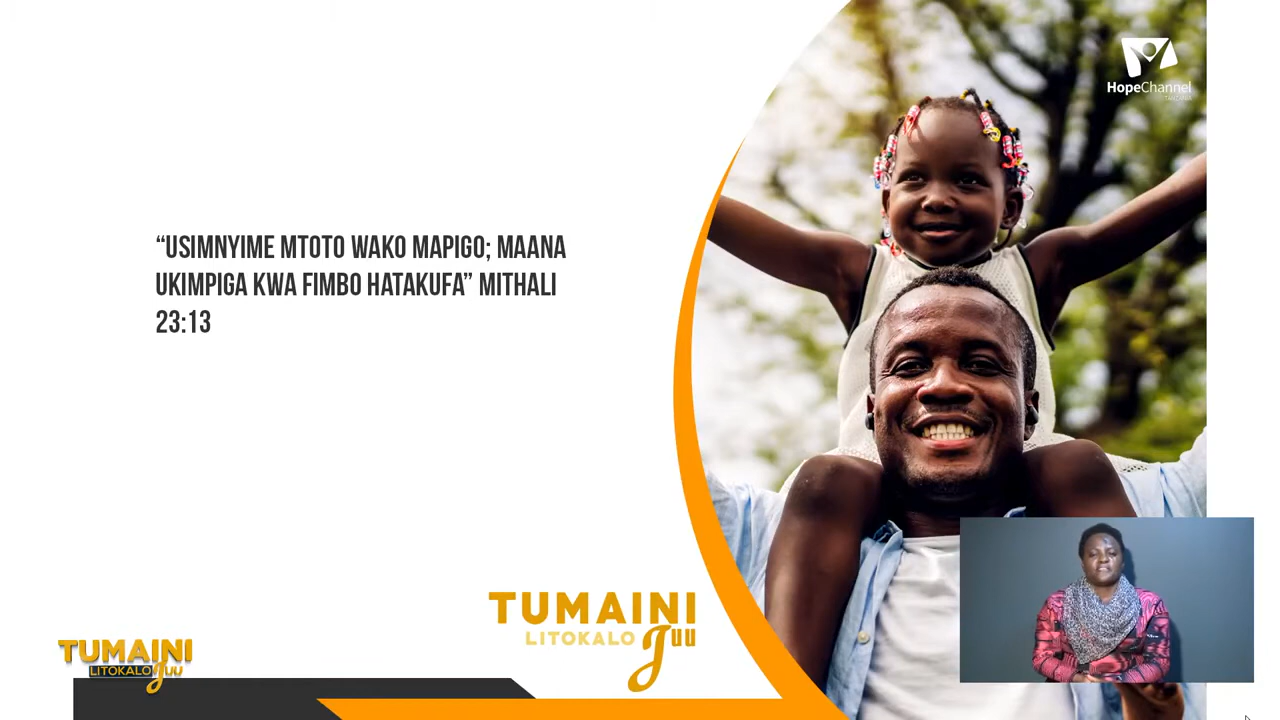 HopeChannel
TANZANIA
“USIMNYIME MTOTO WAKO MAPIGO; MAANA
UKIMPIGA KWA FIMBO HATAKUFA” MITHALI
23:13
TUMAINI
LITOKALO Juu
TUMAINI
LITOKALO Juu